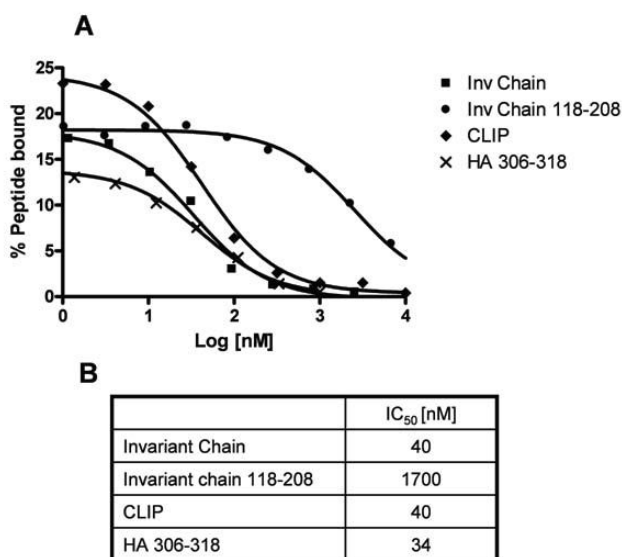 A
25
20
15
10
5
0
% Peptide bound
0 1 2 3 4
Log [nM]
Inv Chain
Inv Chain 118-208
CLIP
HA 306-318
B
IC50 [nM]
Invariant Chain 40
Invariant chain 118-208 1700
CLIP 40
HA 306-318 34